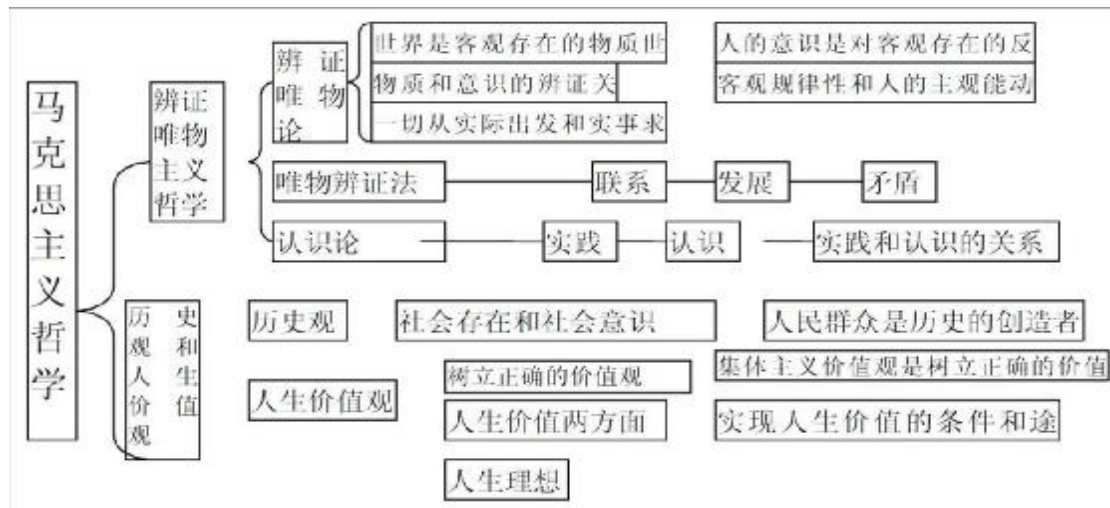 马克思主义哲学
辨证
唯物
主义
哲学
辨证
唯物
论
世界是客观存在的物质世
人的意识是对客观存在的反
物质和意识的辨证关
客观规律性和人的主观能动
一切从实际出发和实事求
唯物辨证法
联系
发展
矛盾
认识论
实践
认识
实践和认识的关系
历史
观和
人生
价值
观
历史观
社会存在和社会意识
人民群众是历史的创造者
人生价值观
树立正确的价值观
集体主义价值观是树立正确的价值
人生价值两方面
实现人生价值的条件和途
人生理想